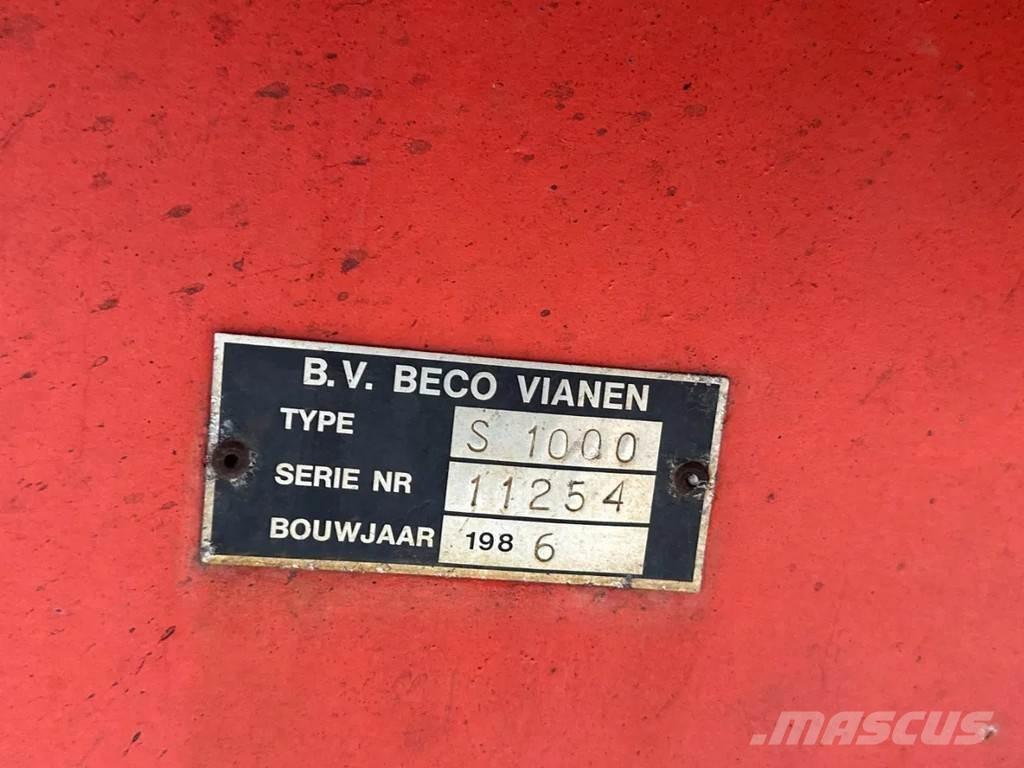 B.V. BECO VIANEN
TYPE S 1000
SERIE NR 11254
BOUWJAAR 198 6
MASCUS